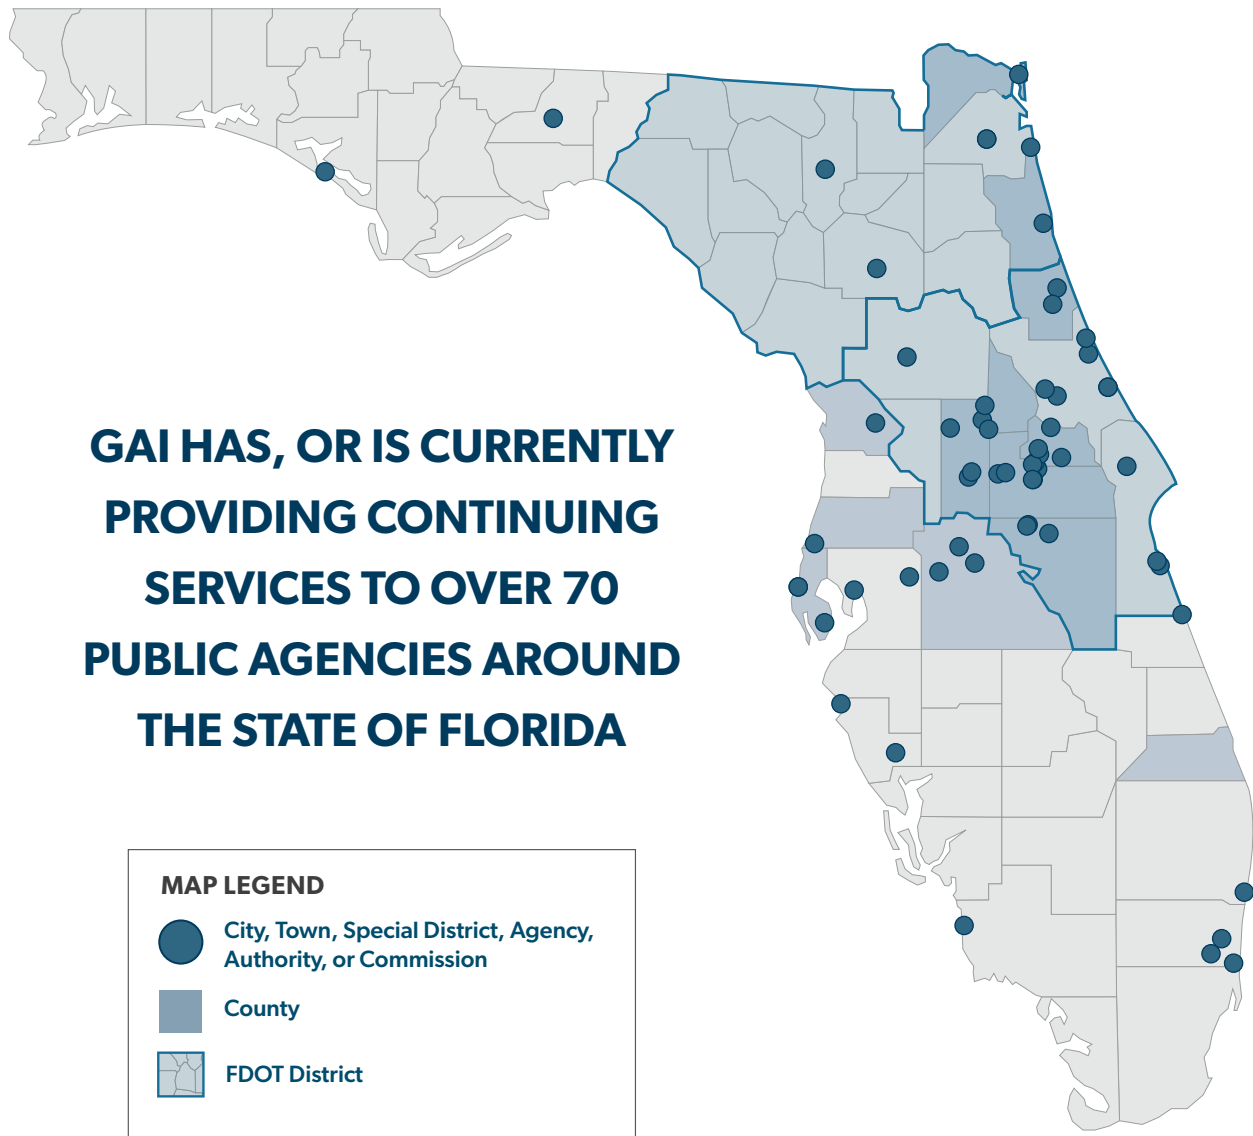 GAI HAS, OR IS CURRENTLY
PROVIDING CONTINUING
SERVICES TO OVER 70
PUBLIC AGENCIES AROUND
THE STATE OF FLORIDA
MAP LEGEND
City, Town, Special District, Agency,
Authority, or Commission
County
FDOT District